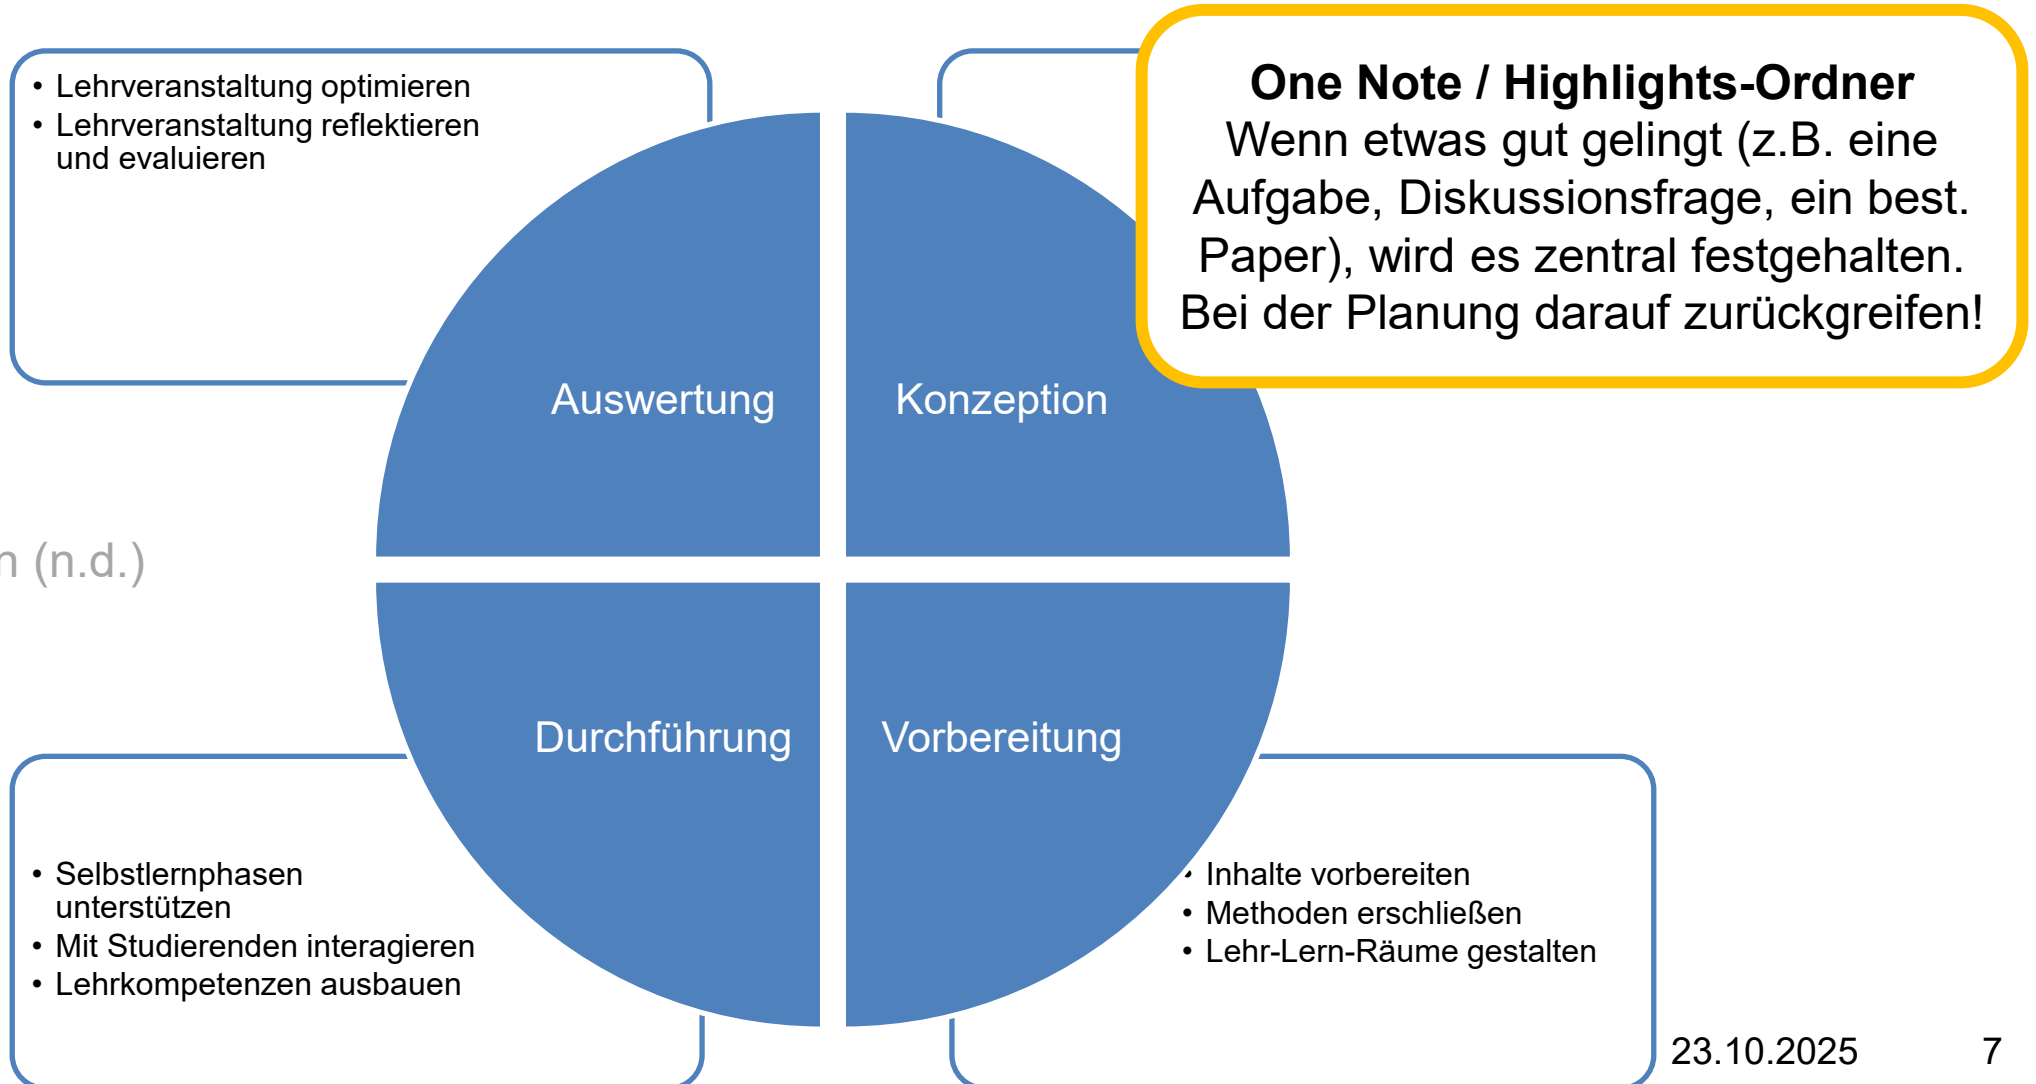 • Lehrveranstaltung optimieren
• Lehrveranstaltung reflektieren
und evaluieren
One Note / Highlights-Ordner
Wenn etwas gut gelingt (z.B. eine
Aufgabe, Diskussionsfrage, ein best.
Paper), wird es zentral festgehalten.
Bei der Planung darauf zurückgreifen!
Auswertung
Konzeption
(n.d.)
Durchführung
Vorbereitung
• Selbstlernphasen
unterstützen
• Mit Studierenden interagieren
• Lehrkompetenzen ausbauen
• Inhalte vorbereiten
• Methoden erschließen
• Lehr-Lern-Räume gestalten
23.10.2025
7